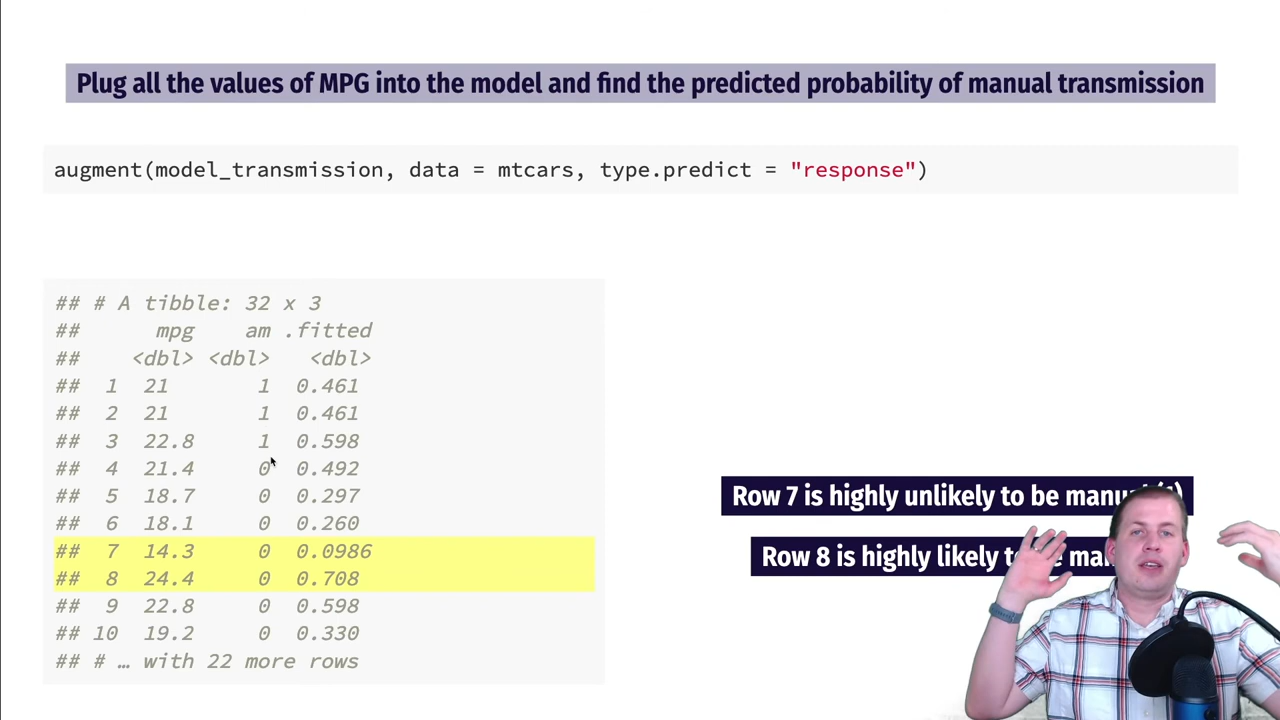 Plug all the values of MPG into the model and find the predicted probability of manual transmission
augment(model_transmission, data = mtcars, type.predict = "response")
## # A tibble: 32 x 3
##      mpg    am .fitted
##    <dbl> <dbl>   <dbl>
##  1  21       1  0.461
##  2  21       1  0.461
##  3  22.8     1  0.598
##  4  21.4     0  0.492
##  5  18.7     0  0.297
##  6  18.1     0  0.260
##  7  14.3     0  0.0986
##  8  24.4     0  0.708
##  9  22.8     0  0.598
## 10  19.2     0  0.330
## # … with 22 more rows
Row 7 is highly unlikely to be
Row 8 is highly likely